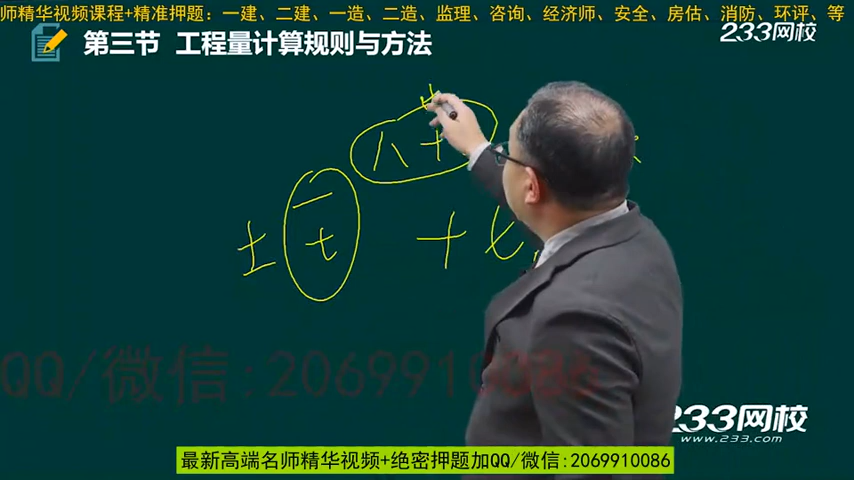 师精华视频课程+精准押题：一建、二建、一造、二造、监理、咨询、经济师、安全、房估、消防、环评、等
233网校
第三节 工程量计算规则与方法
八十
土 一 十 七
七
QQ/微信:2069910086
233网校
www.233.com
最新高端名师精华视频+绝密押题加QQ/微信:2069910086